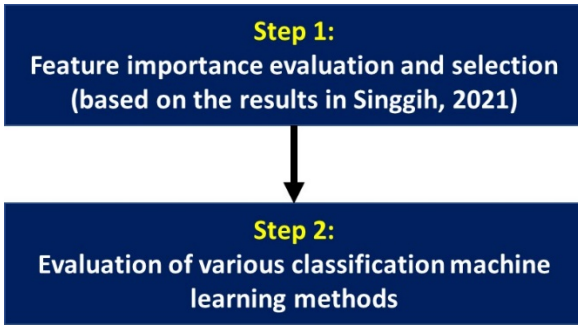 Step 1:
Feature importance evaluation and selection
(based on the results in Singgih, 2021)
Step 2:
Evaluation of various classification machine
learning methods